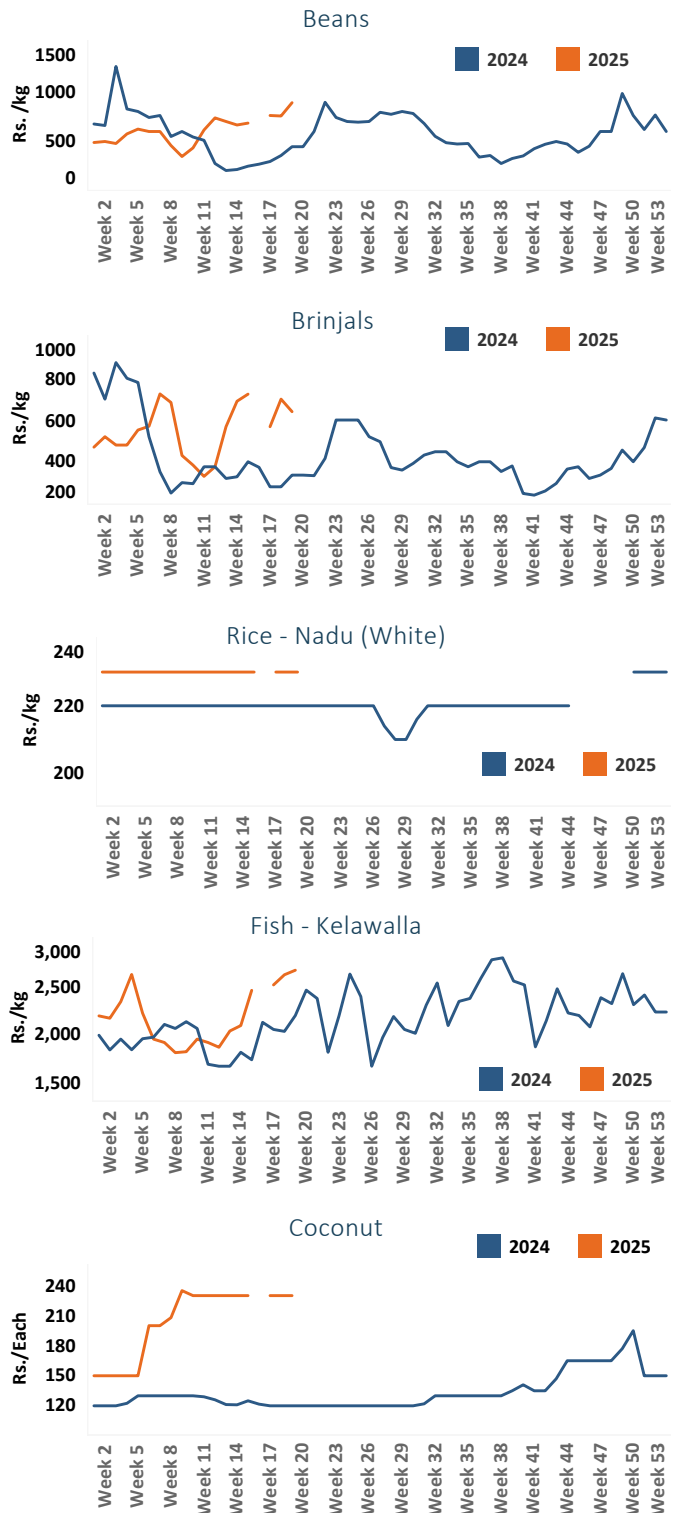 Beans
2024 2025
Rs. /kg
1500
1000
500
0
Week 2 Week 5 Week 8 Week 11 Week 14 Week 17 Week 20 Week 23 Week 26 Week 29 Week 32 Week 35 Week 38 Week 41 Week 44 Week 47 Week 50 Week 53
Brinjals
2024 2025
Rs./kg
1000
800
600
400
200
Week 2 Week 5 Week 8 Week 11 Week 14 Week 17 Week 20 Week 23 Week 26 Week 29 Week 32 Week 35 Week 38 Week 41 Week 44 Week 47 Week 50 Week 53
Rice - Nadu (White)
Rs./kg
240
220
200
2024 2025
Week 2 Week 5 Week 8 Week 11 Week 14 Week 17 Week 20 Week 23 Week 26 Week 29 Week 32 Week 35 Week 38 Week 41 Week 44 Week 47 Week 50 Week 53
Fish - Kelawalla
Rs./kg
3,000
2,500
2,000
1,500
2024 2025
Week 2 Week 5 Week 8 Week 11 Week 14 Week 17 Week 20 Week 23 Week 26 Week 29 Week 32 Week 35 Week 38 Week 41 Week 44 Week 47 Week 50 Week 53
Coconut
2024 2025
Rs./Each
240
210
180
150
120
Week 2 Week 5 Week 8 Week 11 Week 14 Week 17 Week 20 Week 23 Week 26 Week 29 Week 32 Week 35 Week 38 Week 41 Week 44 Week 47 Week 50 Week 53